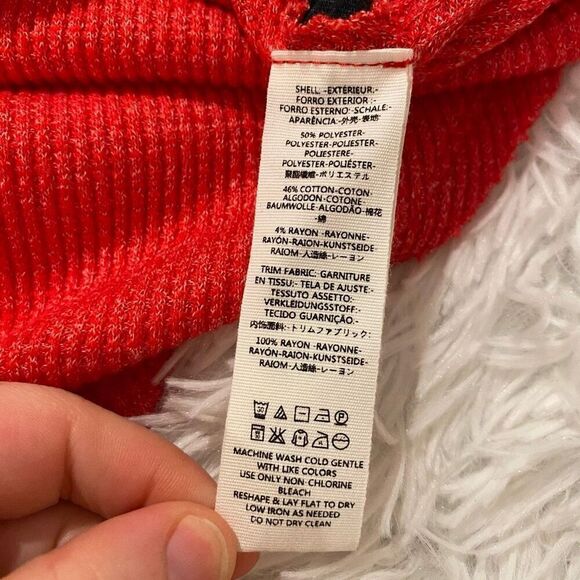 SHELL: -EXTÉRIEUR:-
FORRO EXTERIOR :-
FORRO ESTERNO :-SCHALE:-
APARÊNCIA:-外壳:-表地
50% POLYESTER-
POLYESTER-POLYESTER-
POLIESTERE-
POLYESTER-POLIÉSTER
聚酯纖維-ポリエステル
46% COTTON-COTON-
ALGODON-COTONE-
BAUMWOLLE-ALGODÃO-棉花
-綿
4% RAYON -RAYONNE-
RAYÓN-RAION-KUNSTSEIDE
RAIOM-人造絲-レーヨン
TRIM FABRIC: GARNITURE
EN TISSU:- TELA DE AJUSTE:-
TESSUTO ASSETTO:-
VERKLEIDUNGSSTOFF:-
TECIDO GUARNIÇÃO:-
内饰面料:-トリムファブリック:
100% RAYON -RAYONNE-
RAYÓN-RAION-KUNSTSEIDE
RAIOM-人造絲-レーヨン
30
P
MACHINE WASH COLD GENTLE
WITH LIKE COLORS
USE ONLY NON-CHLORINE
BLEACH
RESHAPE & LAY FLAT TO DRY
LOW IRON AS NEEDED
DO NOT DRY CLEAN